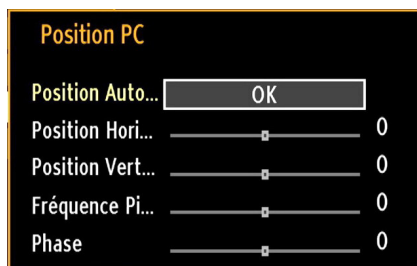 Position PC
Position Auto... OK
Position Hori... 0
Position Vert... 0
Fréquence Pi... 0
Phase 0